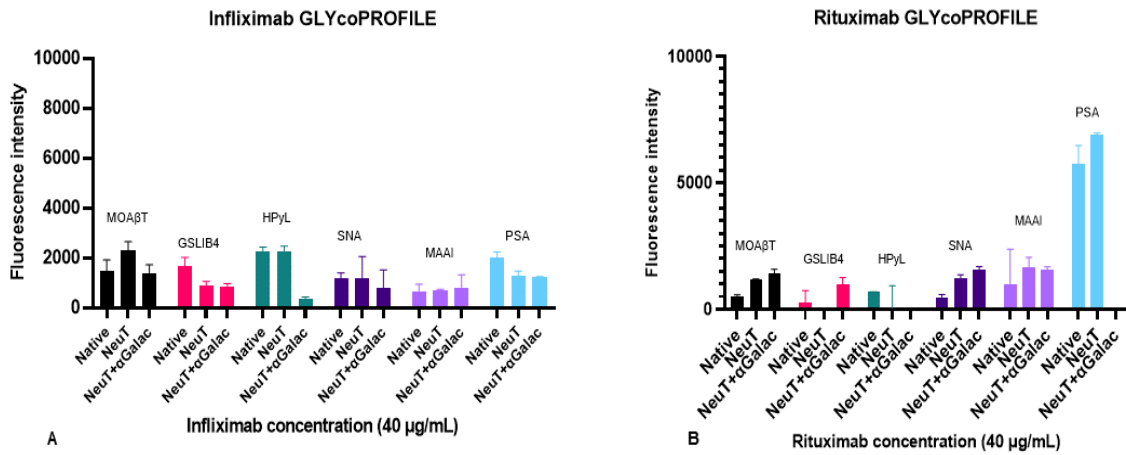 Infliximab GLYcoPROFILE
Fluorescence intensity
10000
8000
6000
4000
2000
0
MOAβT
GSLIB4
HPyL
SNA
MAAI
PSA
Native
NeuT
NeuT+αGalac
Native
NeuT
NeuT+αGalac
Native
NeuT
NeuT+αGalac
Native
NeuT
NeuT+αGalac
Native
NeuT
NeuT+αGalac
Native
NeuT
NeuT+αGalac
A
Infliximab concentration (40 µg/mL)
Rituximab GLYcoPROFILE
Fluorescence intensity
10000
5000
0
MOAβT
GSLIB4
HPyL
SNA
MAAI
PSA
Native
NeuT
NeuT+αGalac
Native
NeuT
NeuT+αGalac
Native
NeuT
NeuT+αGalac
Native
NeuT
NeuT+αGalac
Native
NeuT
NeuT+αGalac
Native
NeuT
NeuT+αGalac
B
Rituximab concentration (40 µg/mL)